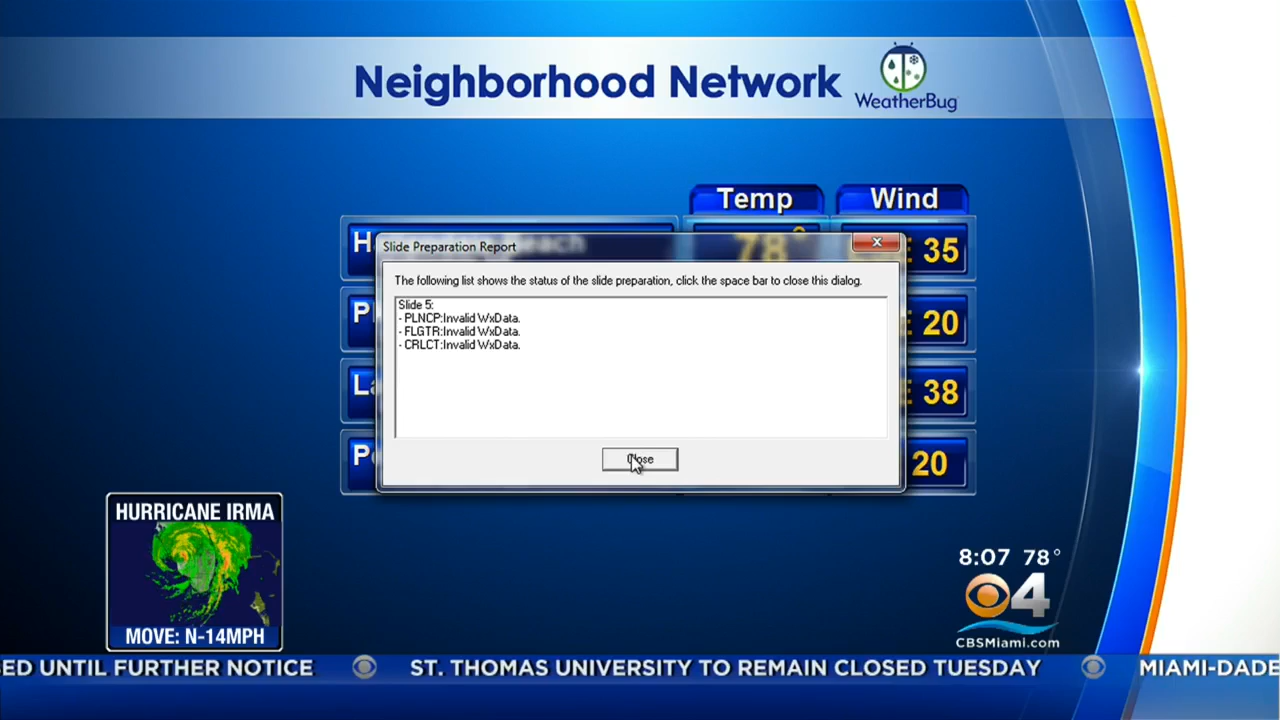 Neighborhood Network
WeatherBug
Temp Wind
35
Slide Preparation Report
The following list shows the status of the slide preparation, click the space bar to close this dialog.
Slide 5:
- PLNCP:Invalid WxData.
- FLGTR:Invalid WxData.
- CRLCT:Invalid WxData.
Close
78°
20
38
20
HURRICANE IRMA
MOVE: N-14MPH
8:07 78°
4
CBSMiami.com
ED UNTIL FURTHER NOTICE ST. THOMAS UNIVERSITY TO REMAIN CLOSED TUESDAY MIAMI-DADE